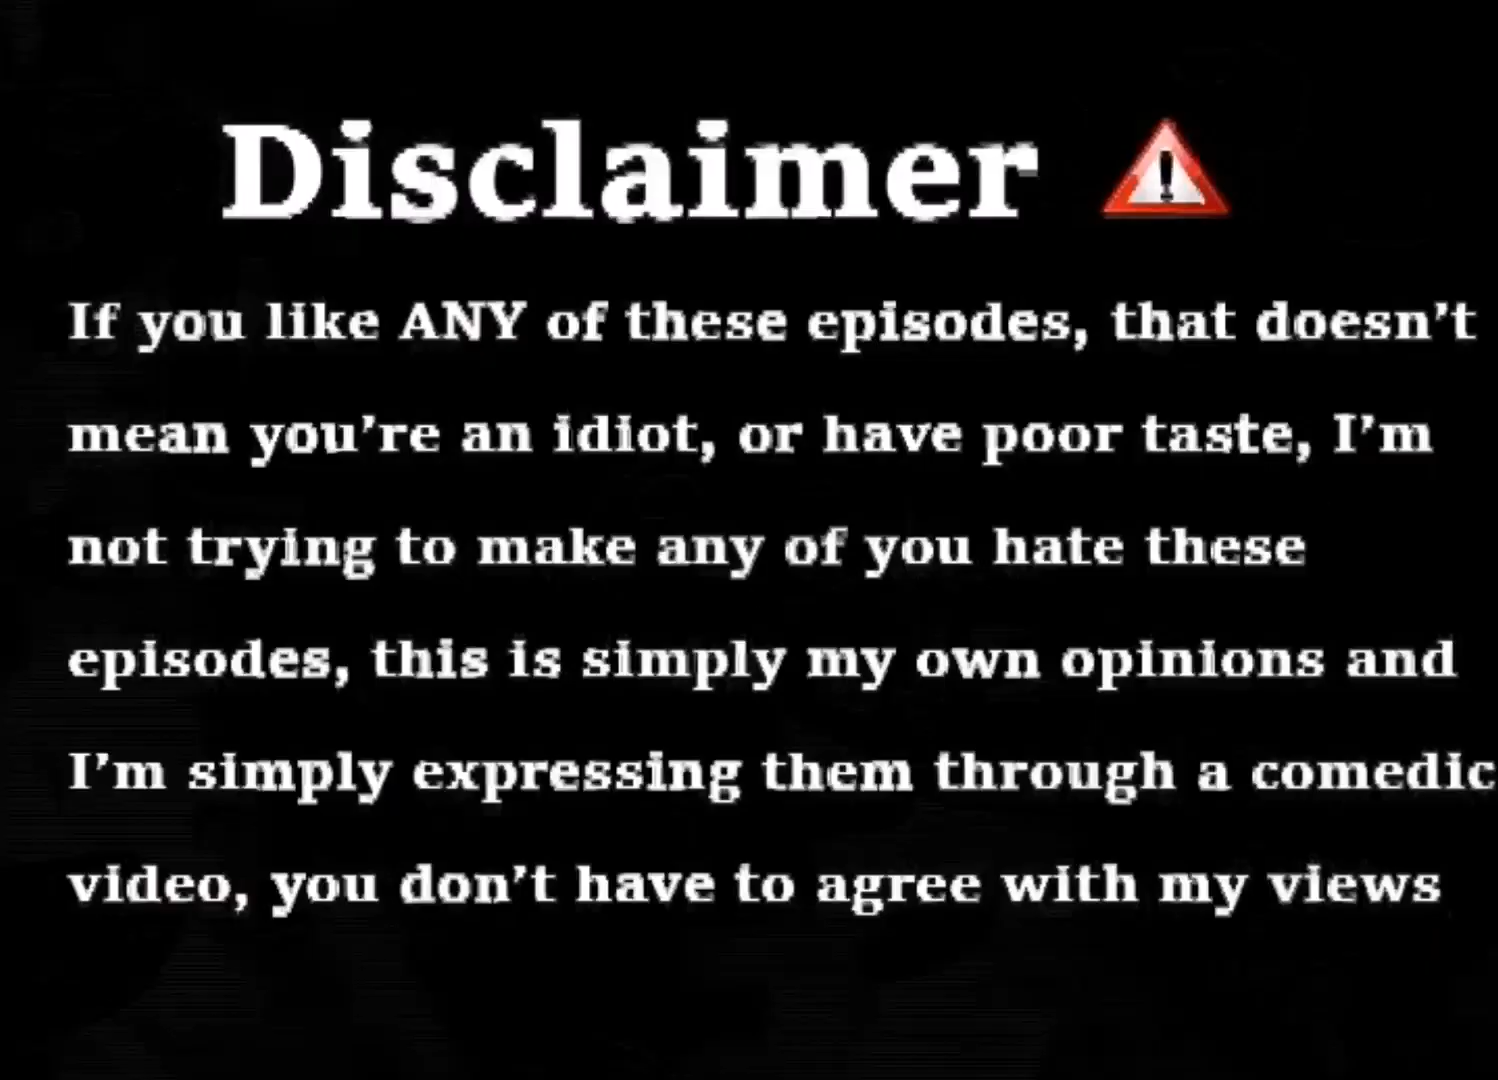 Disclaimer ⚠
If you like ANY of these episodes, that doesn't
mean you're an idiot, or have poor taste, I'm
not trying to make any of you hate these
episodes, this is simply my own opinions and
I'm simply expressing them through a comedic
video, you don't have to agree with my views